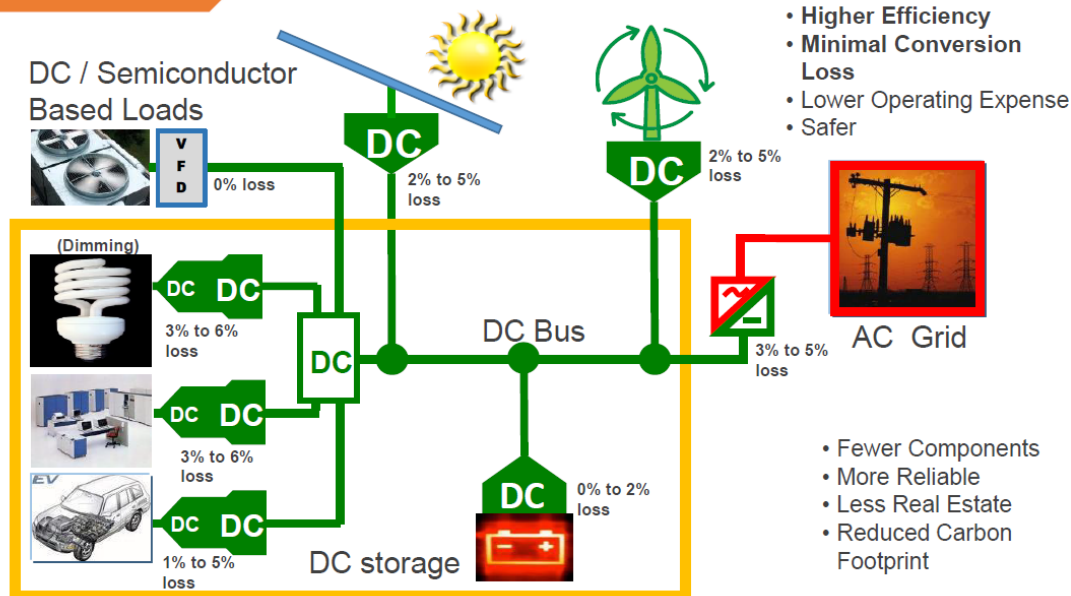 • Higher Efficiency
• Minimal Conversion
Loss
• Lower Operating Expense
• Safer
DC / Semiconductor
Based Loads
V
F
D
0% loss
DC
2% to 5%
loss
DC
2% to 5%
loss
(Dimming)
DC DC
3% to 6%
loss
DC
DC Bus
3% to 5%
loss
AC Grid
DC DC
3% to 6%
loss
EV
DC DC
1% to 5%
loss
DC storage
DC
0% to 2%
loss
• Fewer Components
• More Reliable
• Less Real Estate
• Reduced Carbon
Footprint